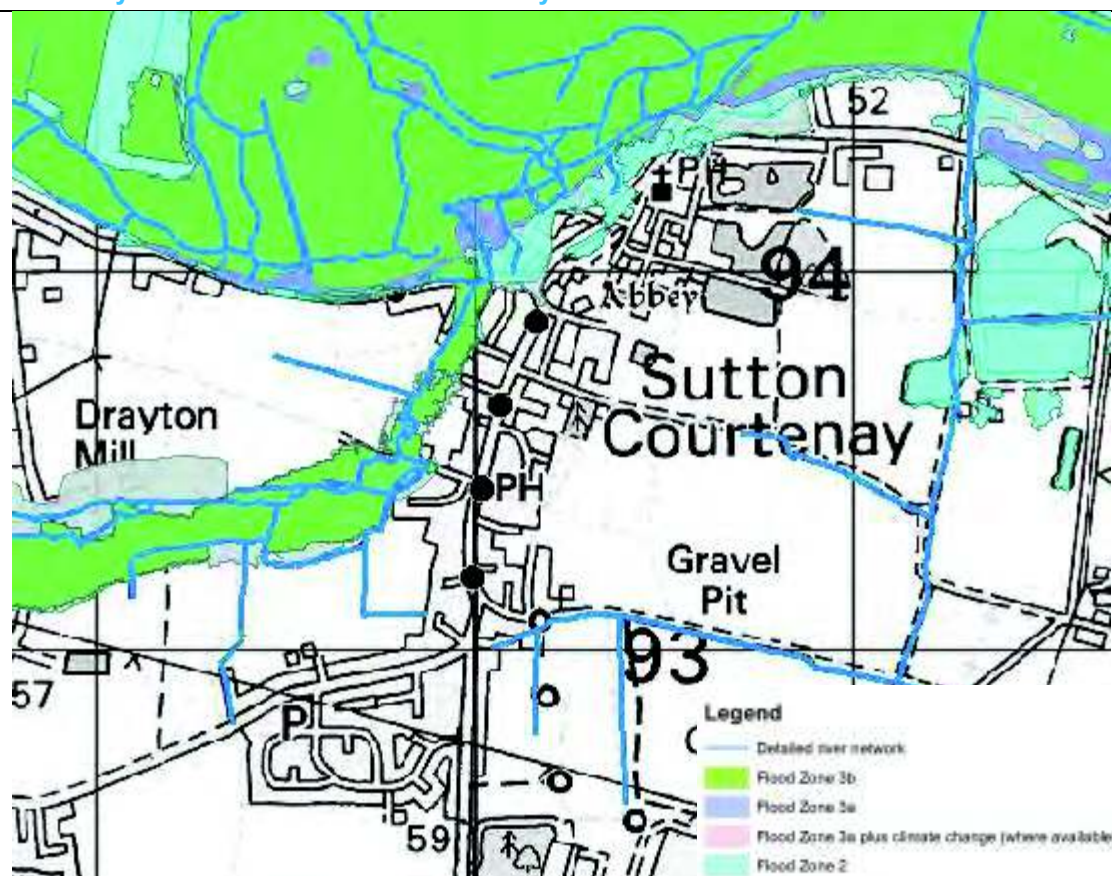 52
PH
94
Abbey
Sutton
Courtenay
Drayton
Mill
PH
Gravel
Pit
93
57
P
59
Legend
Detailed river network
Flood Zone 3b
Flood Zone 3a
Flood Zone 3a plus climate change (where available
Flood Zone 2